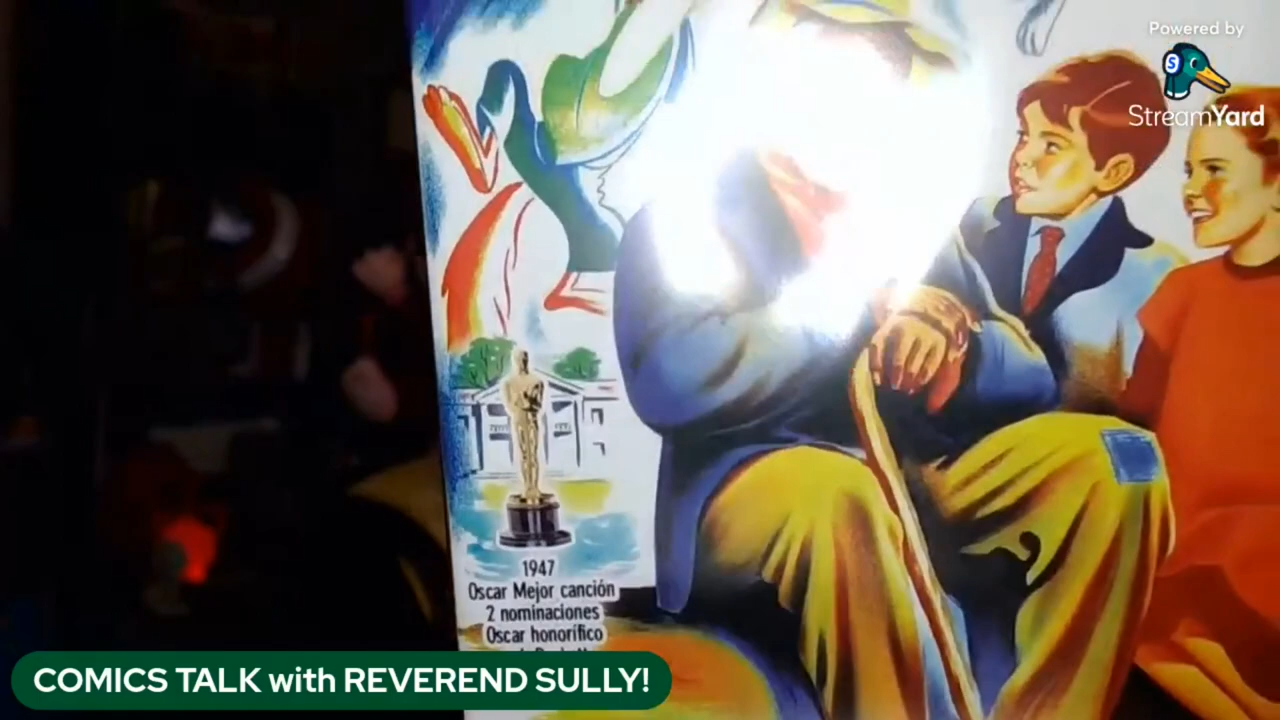 Powered by
StreamYard
1947
Oscar Mejor canción
2 nominaciones
Oscar honorífico
COMICS TALK with REVEREND SULLY!